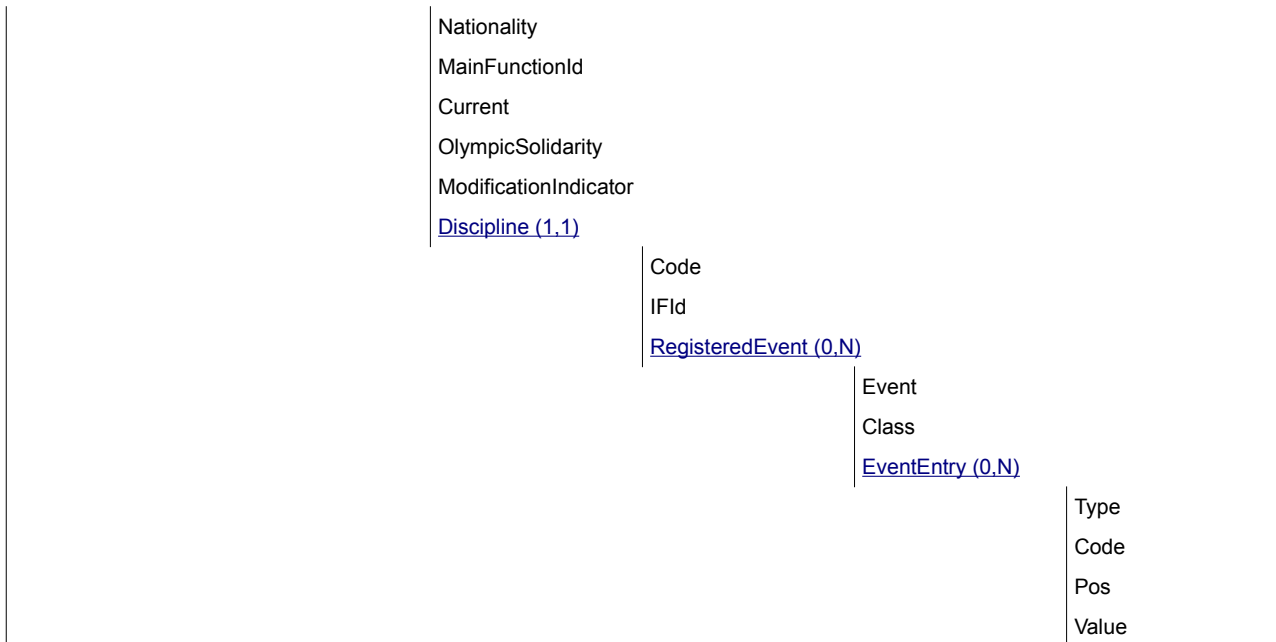 Nationality
MainFunctionId
Current
OlympicSolidarity
ModificationIndicator
Discipline (1,1)
Code
IFId
RegisteredEvent (0,N)
Event
Class
EventEntry (0,N)
Type
Code
Pos
Value